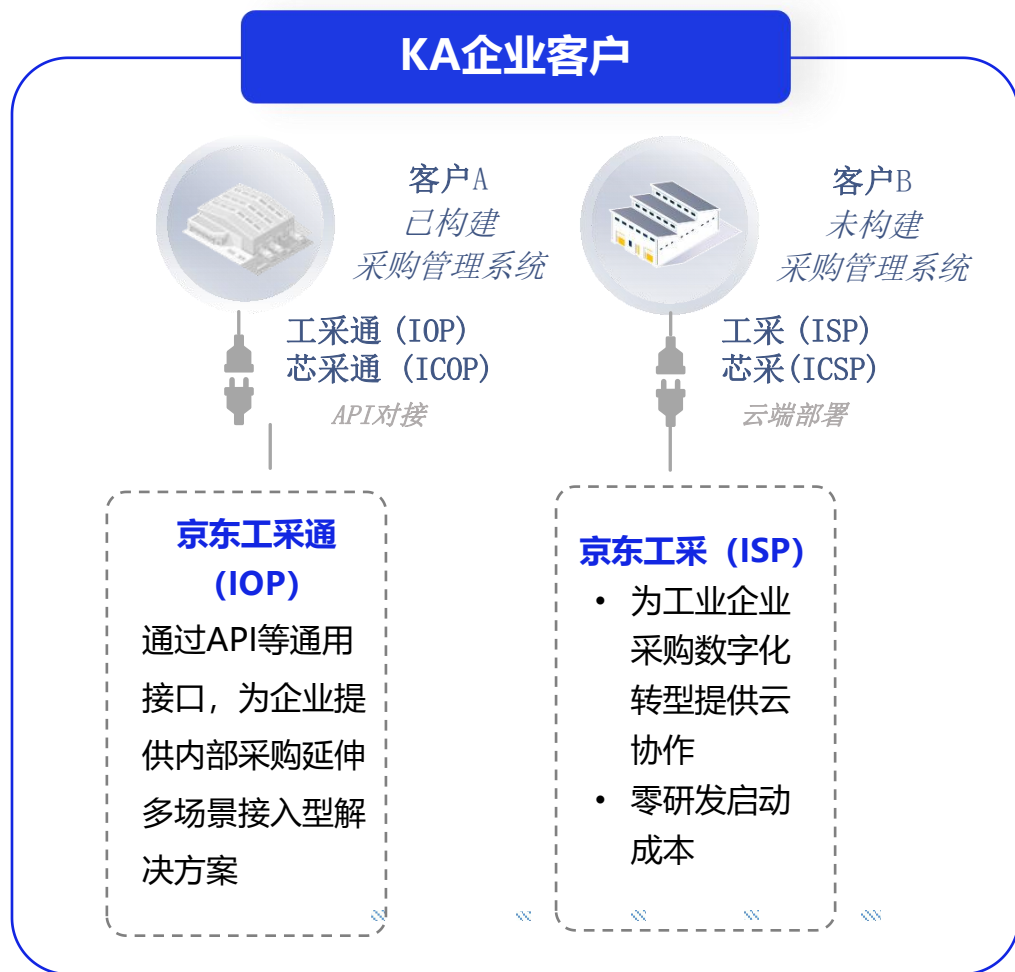 KA企业客户
客户A
已构建
采购管理系统
工采通（IOP)
芯采通（ICOP)
API对接
客户B
未构建
采购管理系统
工采（ISP)
芯采(ICSP)
云端部署
京东工采通
（IOP）
通过API等通用
接口，为企业提
供内部采购延伸
多场景接入型解
决方案
京东工采（ISP）
• 为工业企业
采购数字化
转型提供云
协作
• 零研发启动
成本